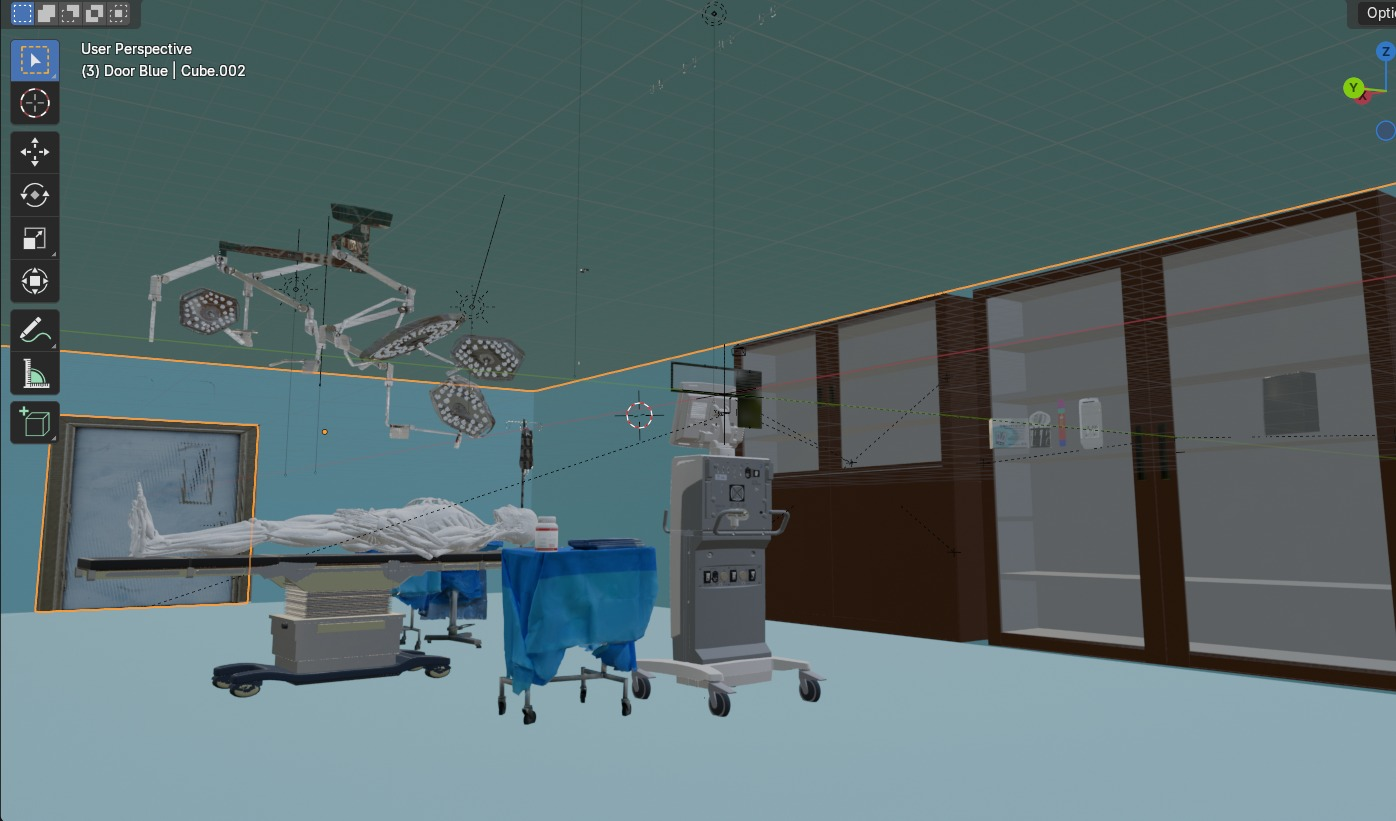 Opti
User Perspective
(3) Door Blue | Cube.002
Z
Y
X